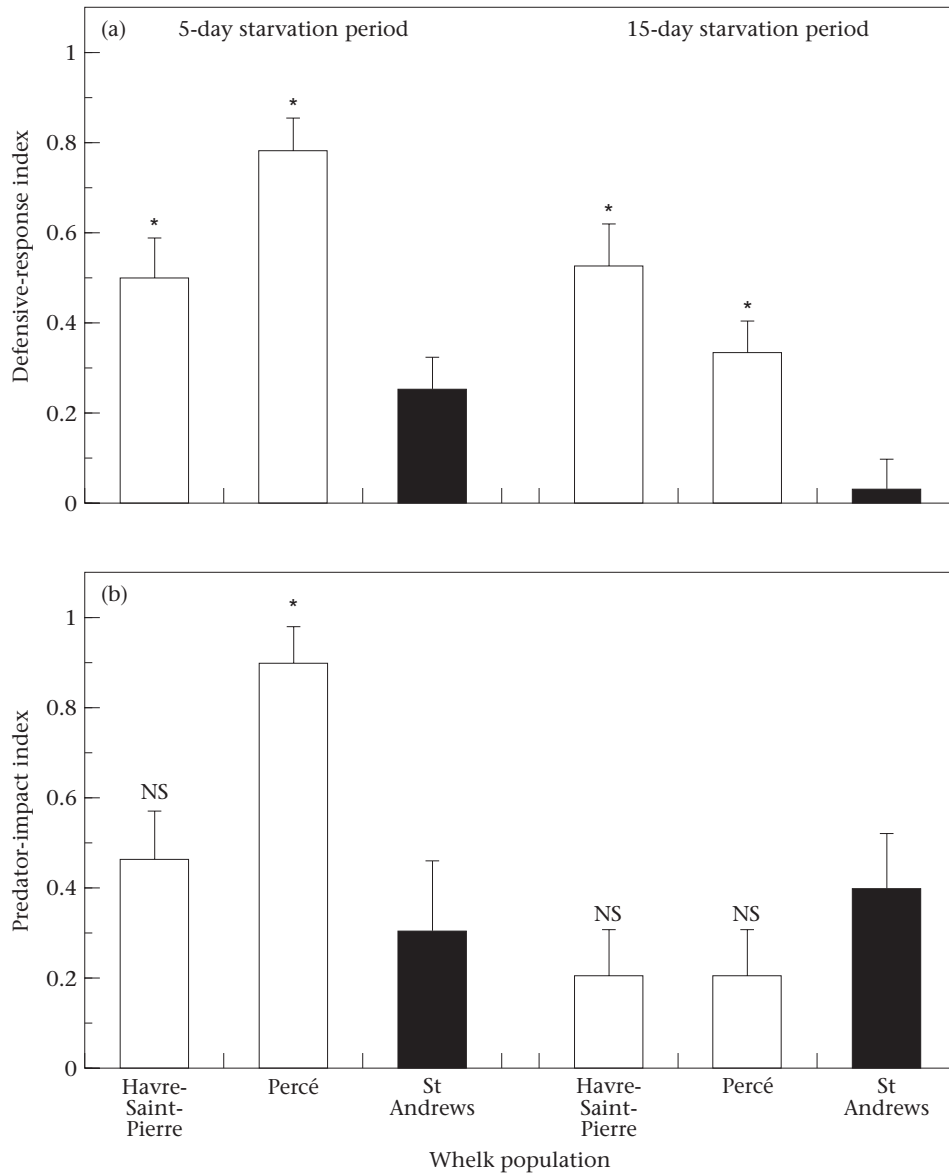 (a)
5-day starvation period
15-day starvation period
Defensive-response index
1
0.8
0.6
0.4
0.2
0
*
*
*
*
(b)
Predator-impact index
1
0.8
0.6
0.4
0.2
0
NS
*
NS
NS
Havre-
Saint-
Pierre
Percé
St
Andrews
Havre-
Saint-
Pierre
Percé
St
Andrews
Whelk population